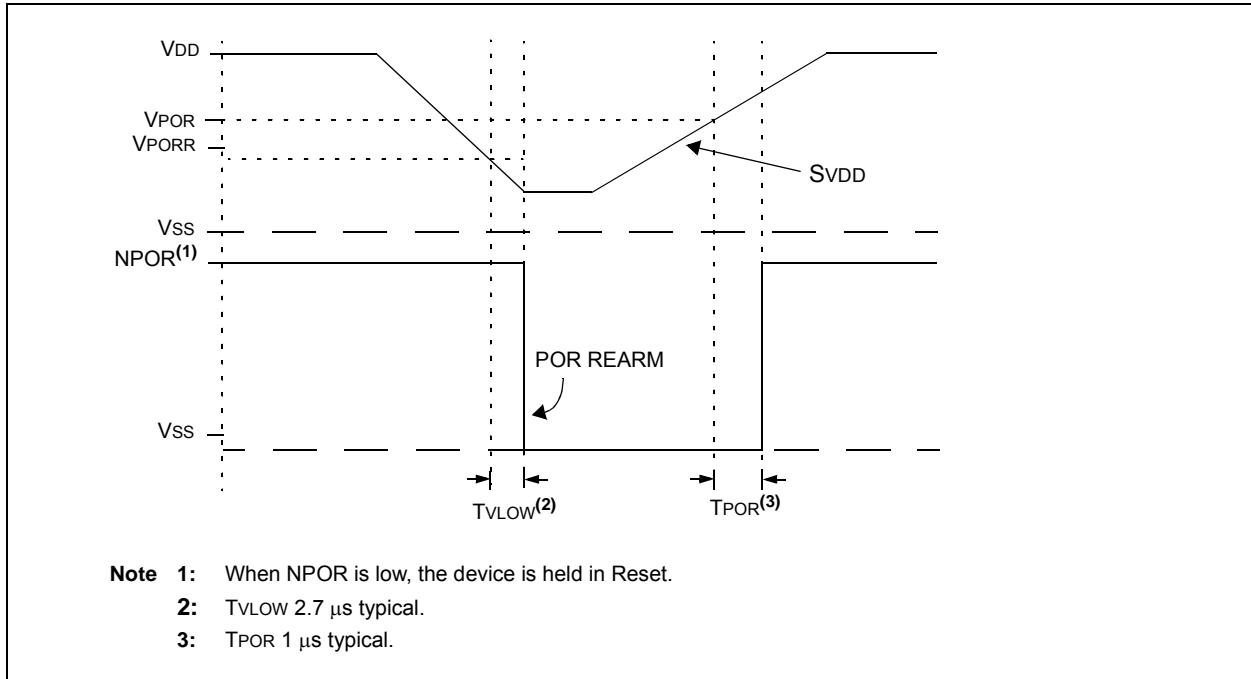 VDD
VPOR
VPORR
SVDD
VSS
NPOR(1)
POR REARM
VSS
TVLOW(2)
TPOR(3)
Note 1: When NPOR is low, the device is held in Reset.
2: TVLOW 2.7 μs typical.
3: TPOR 1 μs typical.